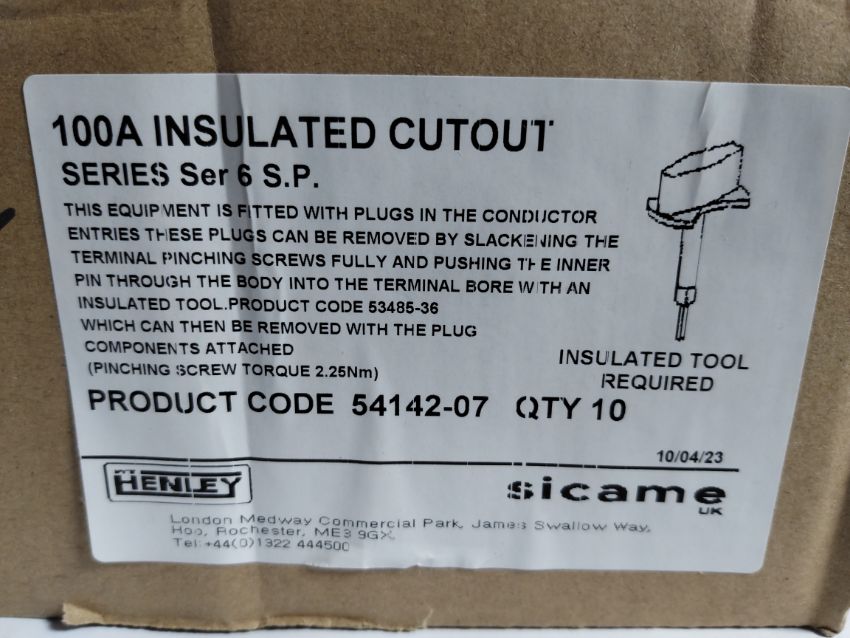 100A INSULATED CUTOUT
SERIES Ser 6 S.P.
THIS EQUIPMENT IS FITTED WITH PLUGS IN THE CONDUCTOR
ENTRIES THESE PLUGS CAN BE REMOVED BY SLACKENING THE
TERMINAL PINCHING SCREWS FULLY AND PUSHING THE INNER
PIN THROUGH THE BODY INTO THE TERMINAL BORE WITH AN
INSULATED TOOL.PRODUCT CODE 53485-36
WHICH CAN THEN BE REMOVED WITH THE PLUG
COMPONENTS ATTACHED
(PINCHING SCREW TORQUE 2.25Nm)
INSULATED TOOL
REQUIRED
PRODUCT CODE 54142-07 QTY 10
10/04/23
HENLEY
sicame
UK
London Medway Commercial Park, James Swallow Way,
Hoo, Rochester, ME3 9GX
Tel:+44(0)1322 444500